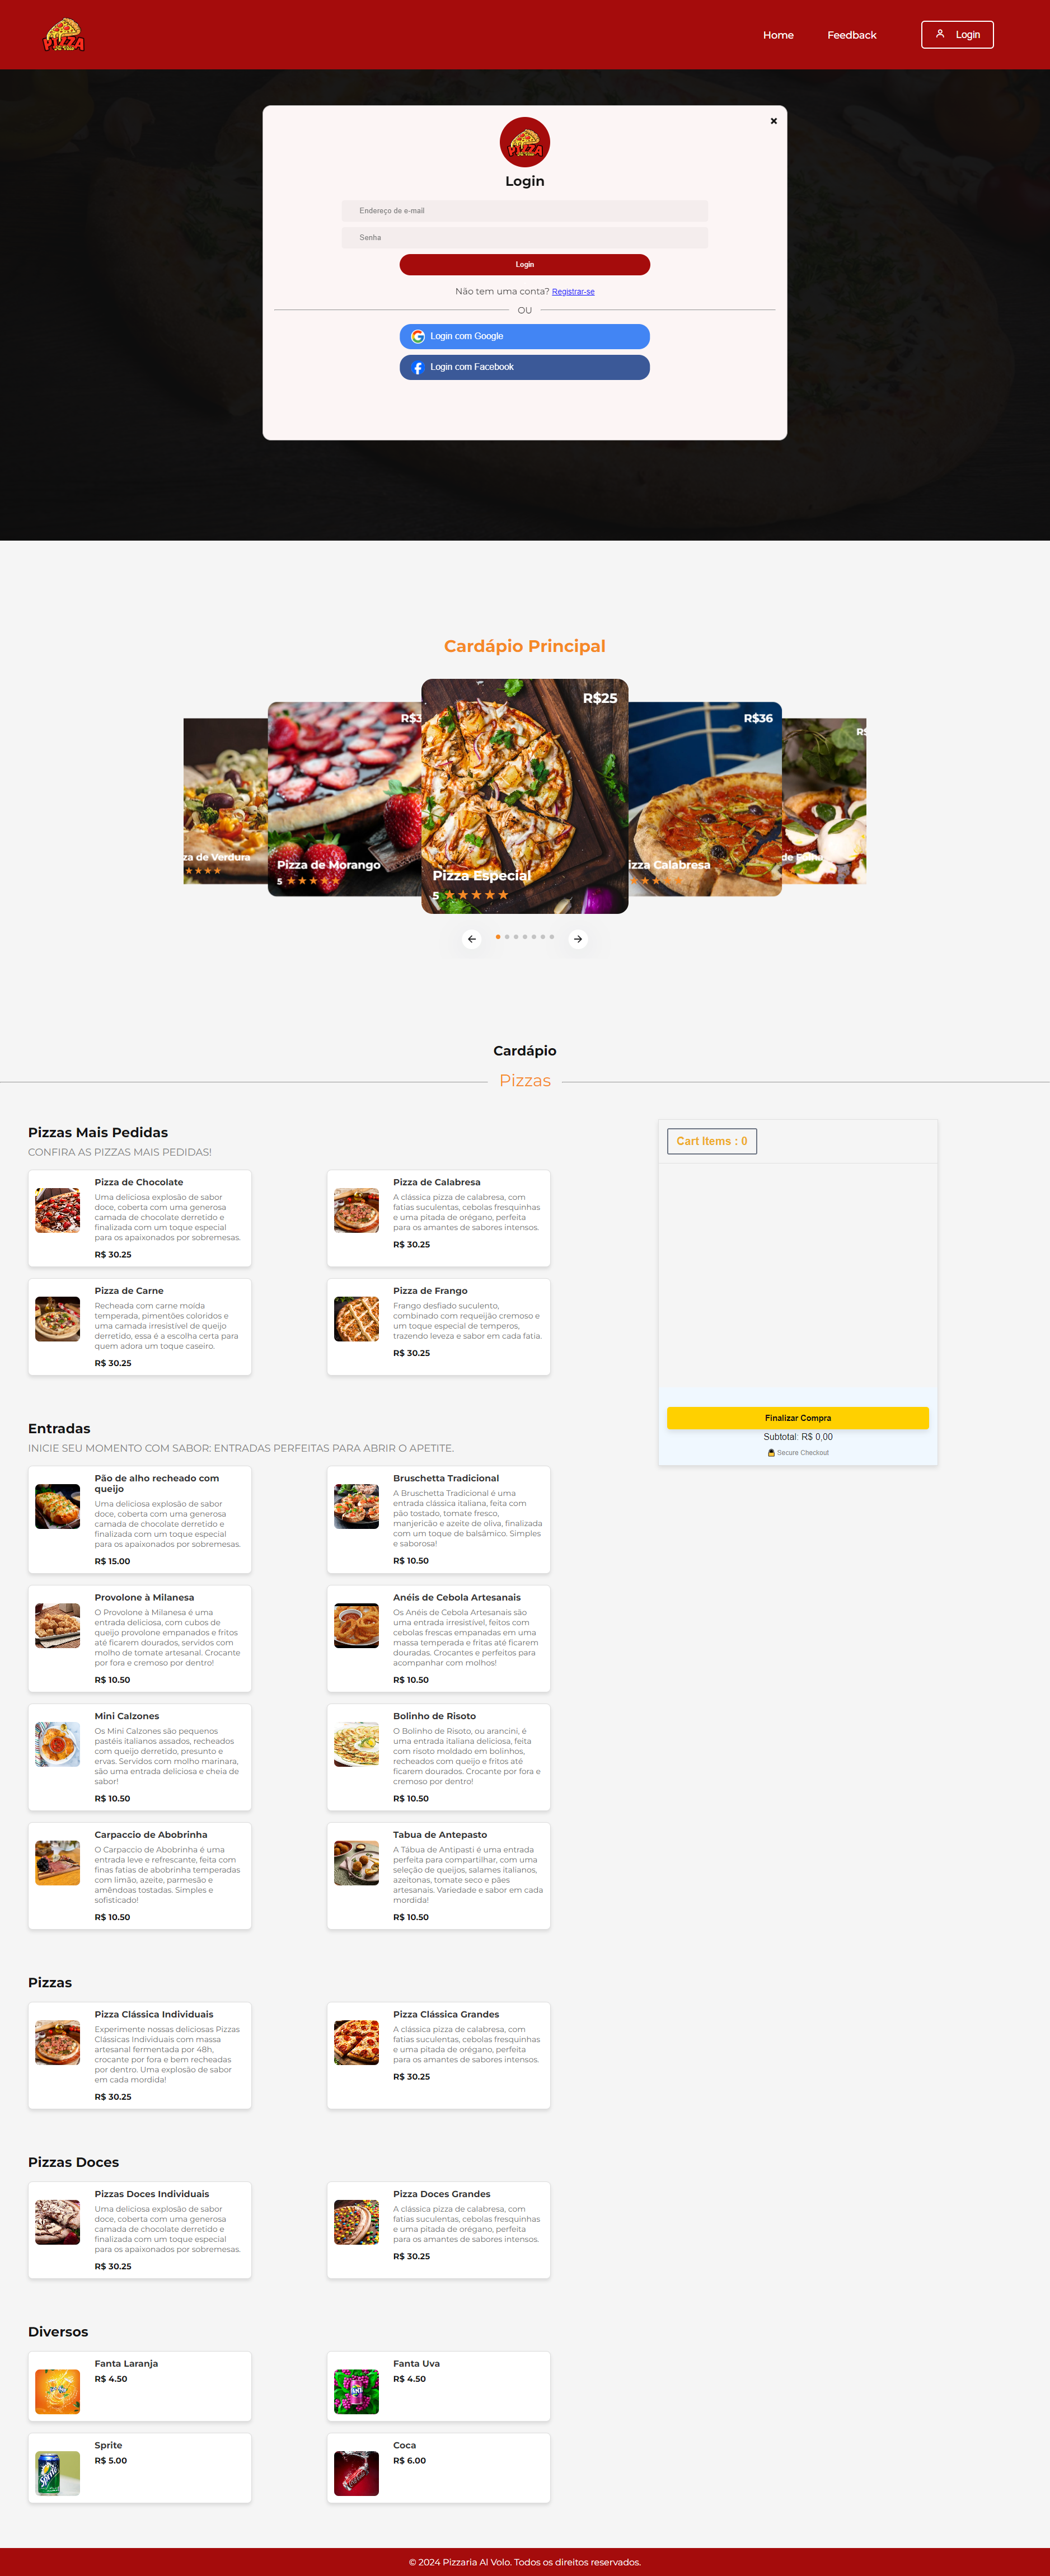 PIZZA
Home
Feedback
Login
PIZZA
Login
Endereço de e-mail
Senha
Login
Não tem uma conta? Registrar-se
OU
Login com Google
Login com Facebook
Cardápio Principal
R$25
R$36
za de Verdura
Pizza de Morango
5
Pizza Especial
5
izza Calabresa
Cardápio
Pizzas
Pizzas Mais Pedidas
CONFIRA AS PIZZAS MAIS PEDIDAS!
Pizza de Chocolate
Uma deliciosa explosão de sabor
doce, coberta com uma generosa
camada de chocolate derretido e
finalizada com um toque especial
para os apaixonados por sobremesas.
R$ 30.25
Pizza de Calabresa
A clássica pizza de calabresa, com
fatias suculentas, cebolas fresquinhas
e uma pitada de orégano, perfeita
para os amantes de sabores intensos.
R$ 30.25
Pizza de Carne
Recheada com carne moída
temperada, pimentões coloridos e
uma camada irresistível de queijo
derretido, essa é a escolha certa para
quem adora um toque caseiro.
R$ 30.25
Pizza de Frango
Frango desfiado suculento,
combinado com requeijão cremoso e
um toque especial de temperos,
trazendo leveza e sabor em cada fatia.
R$ 30.25
Cart Items : 0
Finalizar Compra
Subtotal: R$ 0,00
Secure Checkout
Entradas
INICIE SEU MOMENTO COM SABOR: ENTRADAS PERFEITAS PARA ABRIR O APETITE.
Pão de alho recheado com
queijo
Uma deliciosa explosão de sabor
doce, coberta com uma generosa
camada de chocolate derretido e
finalizada com um toque especial
para os apaixonados por sobremesas.
R$ 15.00
Bruschetta Tradicional
A Bruschetta Tradicional é uma
entrada clássica italiana, feita com
pão tostado, tomate fresco,
manjericão e azeite de oliva, finalizada
com um toque de balsâmico. Simples
e saborosa!
R$ 10.50
Provolone à Milanesa
O Provolone à Milanesa é uma
entrada deliciosa, com cubos de
queijo provolone empanados e fritos
até ficarem dourados, servidos com
molho de tomate artesanal. Crocante
por fora e cremoso por dentro!
R$ 10.50
Anéis de Cebola Artesanais
Os Anéis de Cebola Artesanais são
uma entrada irresistível, feitos com
cebolas frescas empanadas em uma
massa temperada e fritas até ficarem
douradas. Crocantes e perfeitos para
acompanhar com molhos!
R$ 10.50
Mini Calzones
Os Mini Calzones são pequenos
pastéis italianos assados, recheados
com queijo derretido, presunto e
ervas. Servidos com molho marinara,
são uma entrada deliciosa e cheia de
sabor!
R$ 10.50
Bolinho de Risoto
O Bolinho de Risoto, ou arancini, é
uma entrada italiana deliciosa, feita
com risoto moldado em bolinhos,
recheados com queijo e fritos até
ficarem dourados. Crocante por fora e
cremoso por dentro!
R$ 10.50
Carpaccio de Abobrinha
O Carpaccio de Abobrinha é uma
entrada leve e refrescante, feita com
finas fatias de abobrinha temperadas
com limão, azeite, parmesão e
amêndoas tostadas. Simples e
sofisticado!
R$ 10.50
Tabua de Antepasto
A Tábua de Antipasti é uma entrada
perfeita para compartilhar, com uma
seleção de queijos, salames italianos,
azeitonas, tomate seco e pães
artesanais. Variedade e sabor em cada
mordida!
R$ 10.50
Pizzas
Pizza Clássica Individuais
Experimente nossas deliciosas Pizzas
Clássicas Individuais com massa
artesanal fermentada por 48h,
crocante por fora e bem recheadas
por dentro. Uma explosão de sabor
em cada mordida!
R$ 30.25
Pizza Clássica Grandes
A clássica pizza de calabresa, com
fatias suculentas, cebolas fresquinhas
e uma pitada de orégano, perfeita
para os amantes de sabores intensos.
R$ 30.25
Pizzas Doces
Pizzas Doces Individuais
Uma deliciosa explosão de sabor
doce, coberta com uma generosa
camada de chocolate derretido e
finalizada com um toque especial
para os apaixonados por sobremesas.
R$ 30.25
Pizza Doces Grandes
A clássica pizza de calabresa, com
fatias suculentas, cebolas fresquinhas
e uma pitada de orégano, perfeita
para os amantes de sabores intensos.
R$ 30.25
Diversos
Fanta Laranja
R$ 4.50
Fanta Uva
R$ 4.50
Sprite
R$ 5.00
Coca
R$ 6.00
© 2024 Pizzaria Al Volo. Todos os direitos reservados.